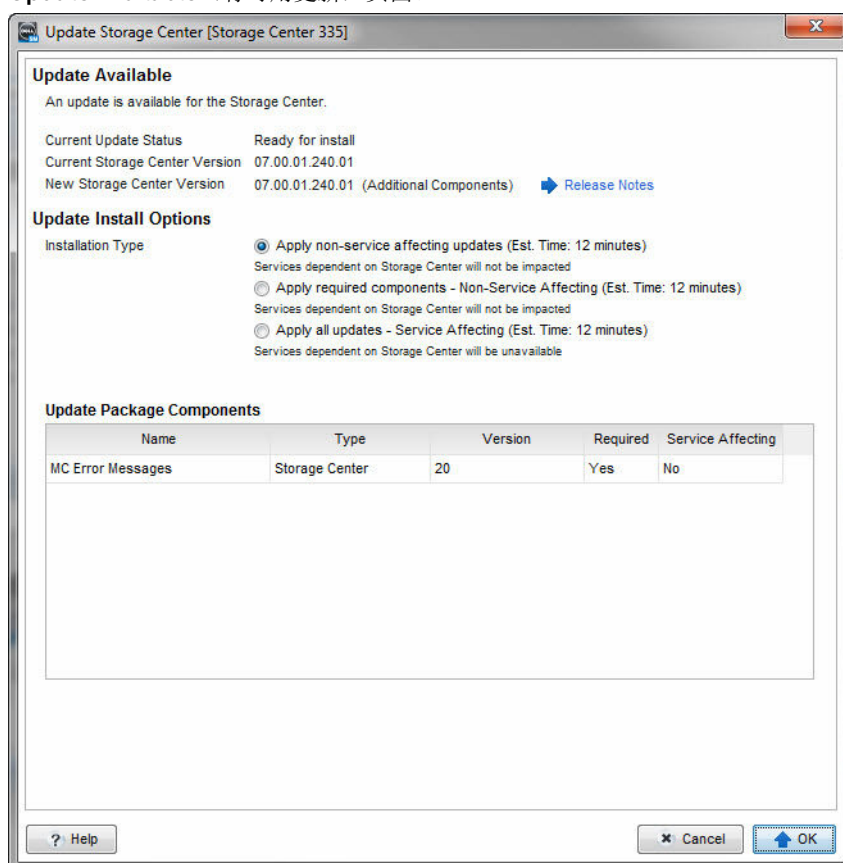 Update Storage Center [Storage Center 335]
Update Available
An update is available for the Storage Center.
Current Update Status Ready for install
Current Storage Center Version 07.00.01.240.01
New Storage Center Version 07.00.01.240.01 (Additional Components) Release Notes
Update Install Options
Installation Type Apply non-service affecting updates (Est. Time: 12 minutes)
Services dependent on Storage Center will not be impacted
Apply required components - Non-Service Affecting (Est. Time: 12 minutes)
Services dependent on Storage Center will not be impacted
Apply all updates - Service Affecting (Est. Time: 12 minutes)
Services dependent on Storage Center will be unavailable
Update Package Components
Name Type Version Required Service Affecting
MC Error Messages Storage Center 20 Yes No
? Help Cancel OK